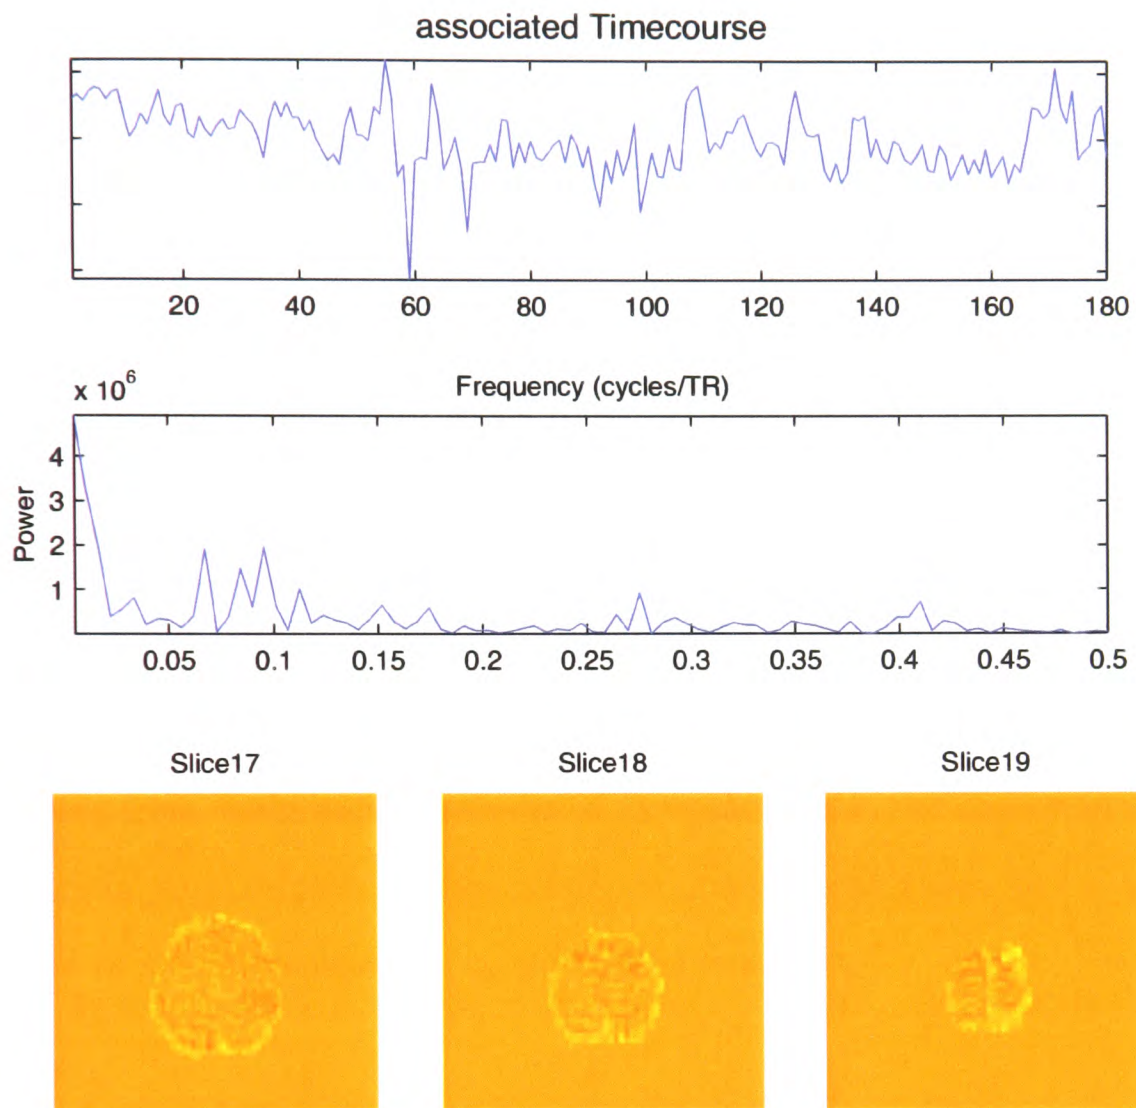 associated Timecourse
20 40 60 80 100 120 140 160 180
x 10^6 Frequency (cycles/TR)
4
3
2
1
Power
0.05 0.1 0.15 0.2 0.25 0.3 0.35 0.4 0.45 0.5
Slice17 Slice18 Slice19